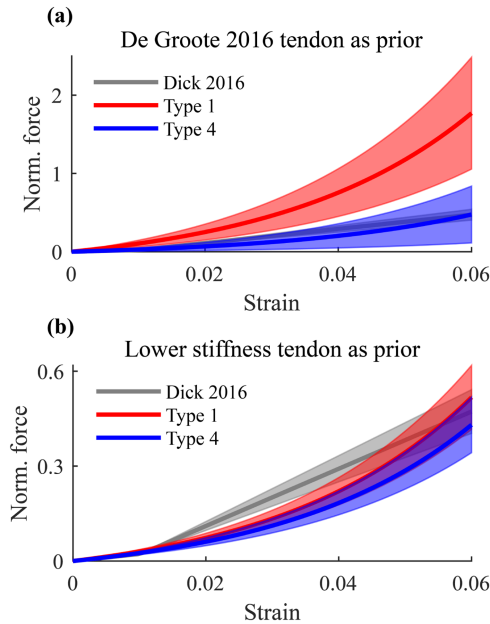 (a)
De Groote 2016 tendon as prior
Dick 2016
Type 1
Type 4
Norm. force
2
1
0
0 0.02 0.04 0.06
Strain
(b)
Lower stiffness tendon as prior
Dick 2016
Type 1
Type 4
Norm. force
0.6
0.3
0
0 0.02 0.04 0.06
Strain